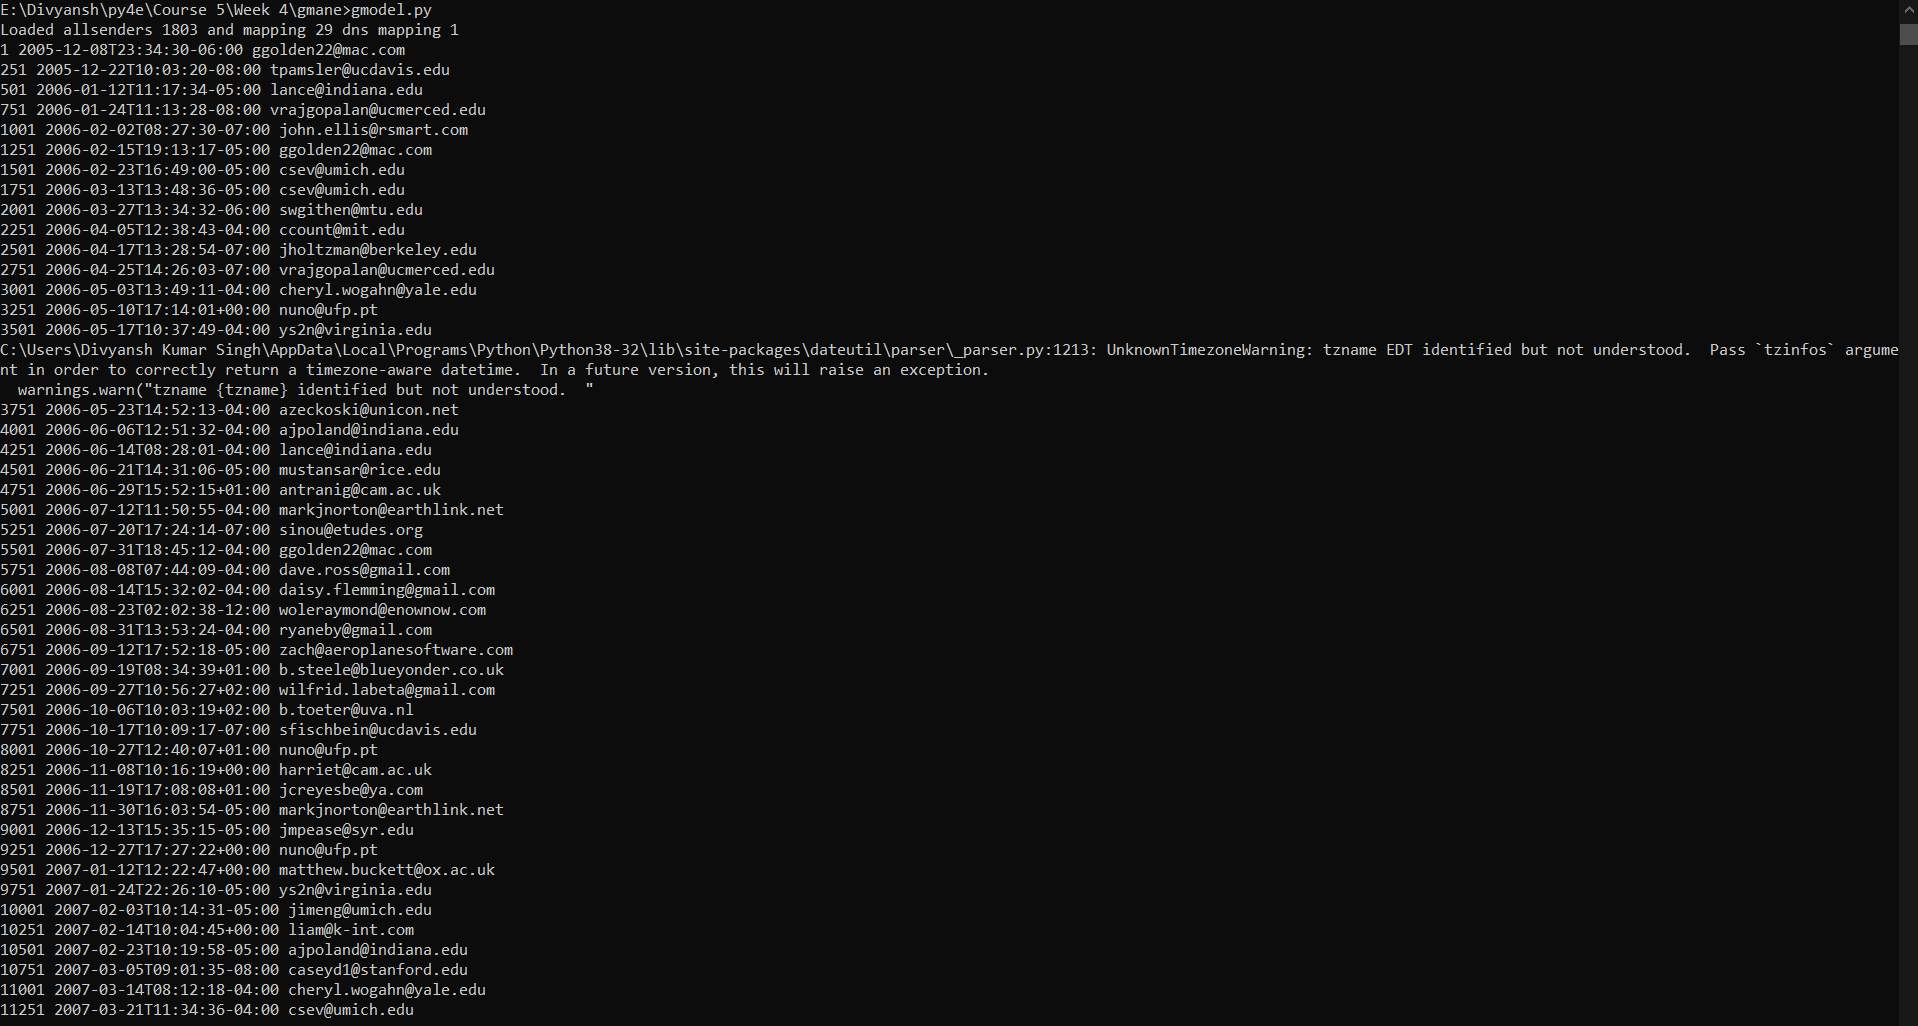 E:\Divyansh\py4e\Course 5\Week 4\gmane>gmodel.py
Loaded allsenders 1803 and mapping 29 dns mapping 1
1 2005-12-08T23:34:30-06:00 ggolden22@mac.com
251 2005-12-22T10:03:20-08:00 tpamsler@ucdavis.edu
501 2006-01-12T11:17:34-05:00 lance@indiana.edu
751 2006-01-24T11:13:28-08:00 vrajgopalan@ucmerced.edu
1001 2006-02-02T08:27:30-07:00 john.ellis@rsmart.com
1251 2006-02-15T19:13:17-05:00 ggolden22@mac.com
1501 2006-02-23T16:49:00-05:00 csev@umich.edu
1751 2006-03-13T13:48:36-05:00 csev@umich.edu
2001 2006-03-27T13:34:32-06:00 swgithen@mtu.edu
2251 2006-04-05T12:38:43-04:00 ccount@mit.edu
2501 2006-04-17T13:28:54-07:00 jholtzman@berkeley.edu
2751 2006-04-25T14:26:03-07:00 vrajgopalan@ucmerced.edu
3001 2006-05-03T13:49:11-04:00 cheryl.wogahn@yale.edu
3251 2006-05-10T17:14:01+00:00 nuno@ufp.pt
3501 2006-05-17T10:37:49-04:00 ys2n@virginia.edu
C:\Users\Divyansh Kumar Singh\AppData\Local\Programs\Python\Python38-32\lib\site-packages\dateutil\parser\_parser.py:1213: UnknownTimezoneWarning: tzname EDT identified but not understood.  Pass `tzinfos` argume
nt in order to correctly return a timezone-aware datetime.  In a future version, this will raise an exception.
  warnings.warn("tzname {tzname} identified but not understood.  "
3751 2006-05-23T14:52:13-04:00 azeckoski@unicon.net
4001 2006-06-06T12:51:32-04:00 ajpoland@indiana.edu
4251 2006-06-14T08:28:01-04:00 lance@indiana.edu
4501 2006-06-21T14:31:06-05:00 mustansar@rice.edu
4751 2006-06-29T15:52:15+01:00 antranig@cam.ac.uk
5001 2006-07-12T11:50:55-04:00 markjnorton@earthlink.net
5251 2006-07-20T17:24:14-07:00 sinou@etudes.org
5501 2006-07-31T18:45:12-04:00 ggolden22@mac.com
5751 2006-08-08T07:44:09-04:00 dave.ross@gmail.com
6001 2006-08-14T15:32:02-04:00 daisy.flemming@gmail.com
6251 2006-08-23T02:02:38-12:00 woleraymond@enownow.com
6501 2006-08-31T13:53:24-04:00 ryaneby@gmail.com
6751 2006-09-12T17:52:18-05:00 zach@aeroplanesoftware.com
7001 2006-09-19T08:34:39+01:00 b.steele@blueyonder.co.uk
7251 2006-09-27T10:56:27+02:00 wilfrid.labeta@gmail.com
7501 2006-10-06T10:03:19+02:00 b.toeter@uva.nl
7751 2006-10-17T10:09:17-07:00 sfischbein@ucdavis.edu
8001 2006-10-27T12:40:07+01:00 nuno@ufp.pt
8251 2006-11-08T10:16:19+00:00 harriet@cam.ac.uk
8501 2006-11-19T17:08:08+01:00 jcreyesbe@ya.com
8751 2006-11-30T16:03:54-05:00 markjnorton@earthlink.net
9001 2006-12-13T15:35:15-05:00 jmpease@syr.edu
9251 2006-12-27T17:27:22+00:00 nuno@ufp.pt
9501 2007-01-12T12:22:47+00:00 matthew.buckett@ox.ac.uk
9751 2007-01-24T22:26:10-05:00 ys2n@virginia.edu
10001 2007-02-03T10:14:31-05:00 jimeng@umich.edu
10251 2007-02-14T10:04:45+00:00 liam@k-int.com
10501 2007-02-23T10:19:58-05:00 ajpoland@indiana.edu
10751 2007-03-05T09:01:35-08:00 caseyd1@stanford.edu
11001 2007-03-14T08:12:18-04:00 cheryl.wogahn@yale.edu
11251 2007-03-21T11:34:36-04:00 csev@umich.edu